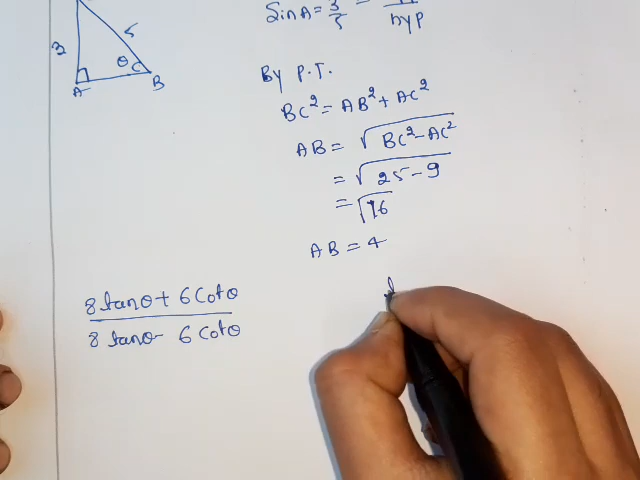 3
5
θ
A
B
Sin A = 3/5 =
hyp
By P.T.
BC² = AB² + AC²
AB = √BC² - AC²
= √25 - 9
= √16
AB = 4
8 tanθ + 6 Cotθ
8 tanθ - 6 Cotθ